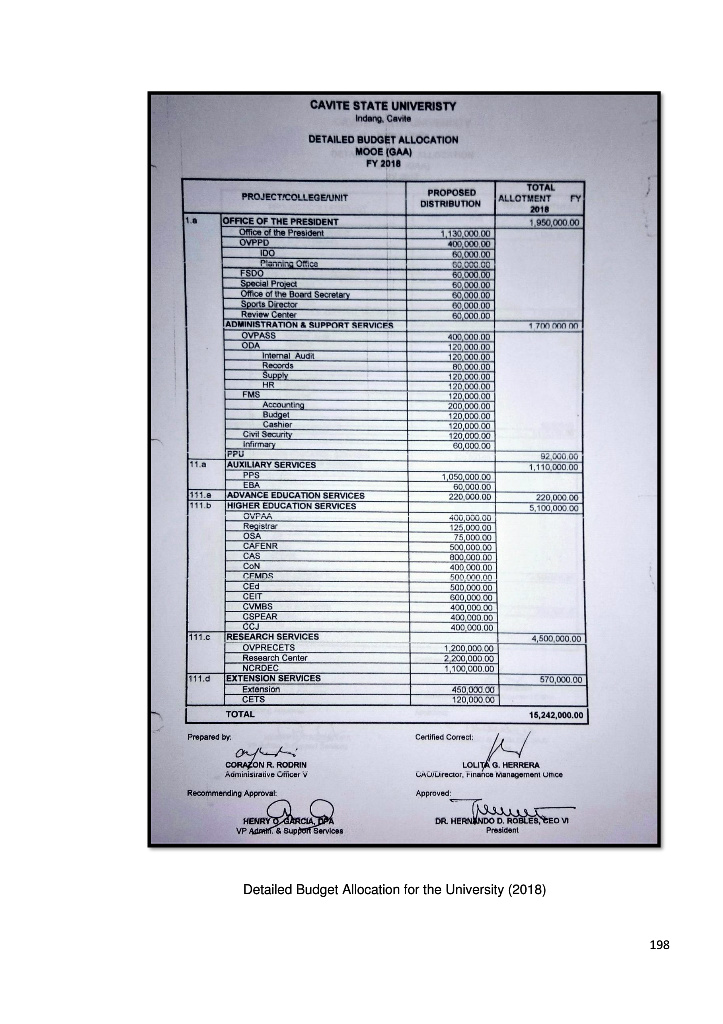 CAVITE STATE UNIVERISTY
Indang, Cavite
DETAILED BUDGET ALLOCATION
MOOE (GAA)
FY 2018
PROJECT/COLLEGE/UNIT PROPOSED DISTRIBUTION TOTAL ALLOTMENT FY 2018
1.a OFFICE OF THE PRESIDENT 1,950,000.00
Office of the President 1,130,000.00
OVPPD 400,000.00
IDO 60,000.00
Planning Office 60,000.00
FSDO 60,000.00
Special Project 60,000.00
Office of the Board Secretary 60,000.00
Sports Director 60,000.00
Review Center 60,000.00
ADMINISTRATION & SUPPORT SERVICES 1,700,000.00
OVPASS 400,000.00
ODA 120,000.00
Internal Audit 120,000.00
Records 80,000.00
Supply 120,000.00
HR 120,000.00
FMS 120,000.00
Accounting 200,000.00
Budget 120,000.00
Cashier 120,000.00
Civil Security 120,000.00
Infirmary 60,000.00
PPU 92,000.00
11.a AUXILIARY SERVICES 1,110,000.00
PPS 1,050,000.00
EBA 60,000.00
111.a ADVANCE EDUCATION SERVICES 220,000.00 220,000.00
111.b HIGHER EDUCATION SERVICES 5,100,000.00
OVPAA 400,000.00
Registrar 125,000.00
OSA 75,000.00
CAFENR 500,000.00
CAS 800,000.00
CoN 400,000.00
CEMDS 500,000.00
CEd 500,000.00
CEIT 600,000.00
CVMBS 400,000.00
CSPEAR 400,000.00
CCJ 400,000.00
111.c RESEARCH SERVICES 4,500,000.00
OVPRECETS 1,200,000.00
Research Center 2,200,000.00
NCRDEC 1,100,000.00
111.d EXTENSION SERVICES 570,000.00
Extension 450,000.00
CETS 120,000.00
TOTAL 15,242,000.00
Prepared by: Certified Correct:
CORAZON R. RODRIN LOLITA G. HERRERA
Administrative Officer V CAO/Director, Finance Management Office
Recommending Approval: Approved:
HENRY O. GARCIA, DPA DR. HERNANDO D. ROBLES, CEO VI
VP Admin. & Support Services President
Detailed Budget Allocation for the University (2018)
198